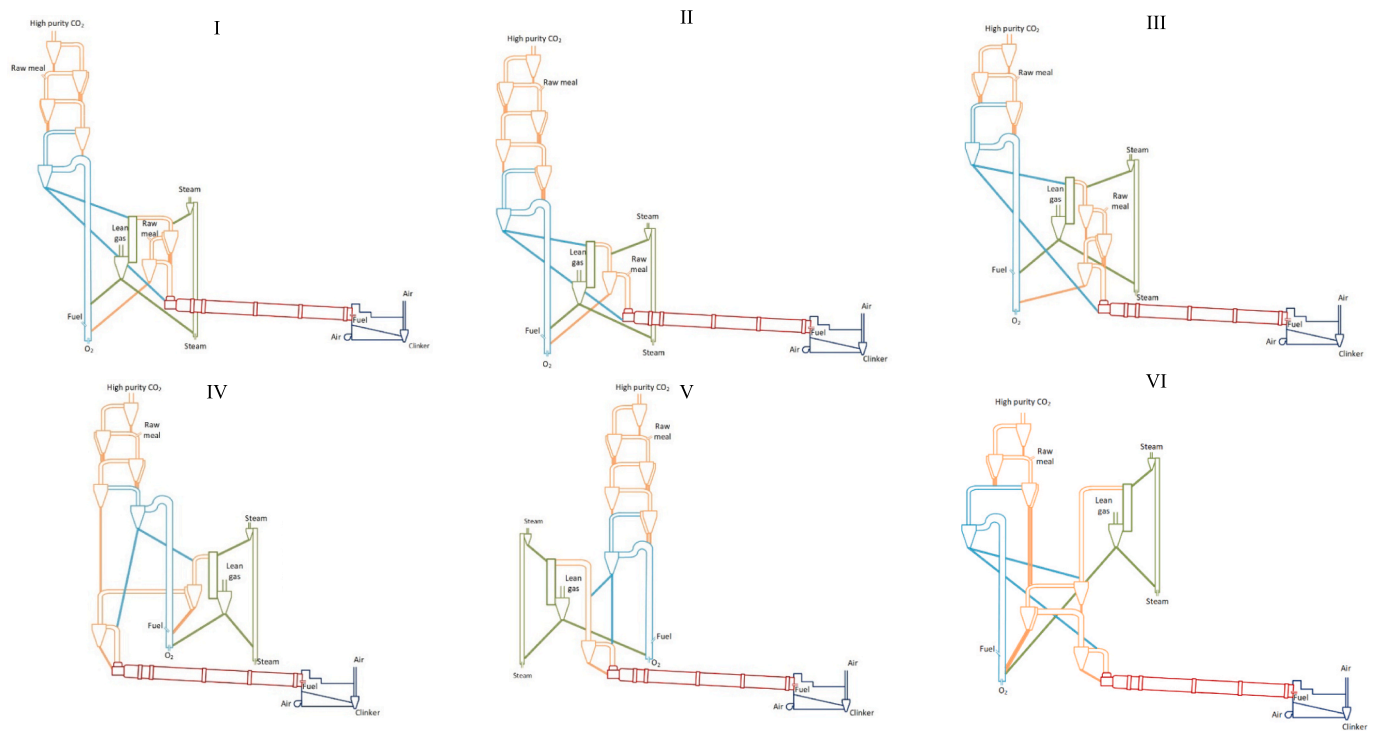 I
High purity CO₂
Raw meal
Steam
Lean
gas
Raw
meal
Fuel
O₂
Steam
Air
Fuel
Air
Clinker
II
High purity CO₂
Raw meal
Steam
Lean
gas
Raw
meal
Fuel
O₂
Steam
Air
Fuel
Air
Clinker
III
High purity CO₂
Raw meal
Steam
Lean
gas
Raw
meal
Fuel
O₂
Steam
Air
Fuel
Air
Clinker
IV
High purity CO₂
Raw
meal
Steam
Lean
gas
Fuel
O₂
Steam
Air
Fuel
Air
Clinker
V
High purity CO₂
Raw
meal
Steam
Lean
gas
Fuel
O₂
Steam
Air
Fuel
Air
Clinker
VI
High purity CO₂
Raw
meal
Steam
Lean
gas
Steam
Fuel
O₂
Air
Fuel
Air
Clinker